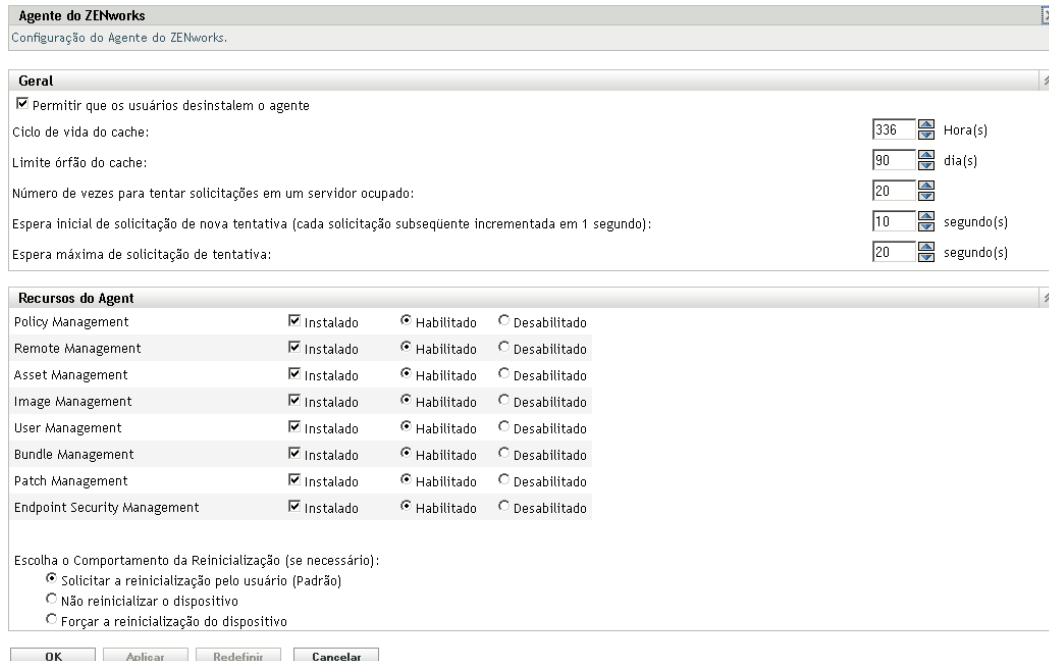 Agente do ZENworks
Configuração do Agente do ZENworks.
Geral
Permitir que os usuários desinstalem o agente
Ciclo de vida do cache: 336 Hora(s)
Limite órfão do cache: 90 dia(s)
Número de vezes para tentar solicitações em um servidor ocupado: 20
Espera inicial de solicitação de nova tentativa (cada solicitação subseqüente incrementada em 1 segundo): 10 segundo(s)
Espera máxima de solicitação de tentativa: 20 segundo(s)
Recursos do Agent
Policy Management Instalado Habilitado Desabilitado
Remote Management Instalado Habilitado Desabilitado
Asset Management Instalado Habilitado Desabilitado
Image Management Instalado Habilitado Desabilitado
User Management Instalado Habilitado Desabilitado
Bundle Management Instalado Habilitado Desabilitado
Patch Management Instalado Habilitado Desabilitado
Endpoint Security Management Instalado Habilitado Desabilitado
Escolha o Comportamento da Reinicialização (se necessário):
Solicitar a reinicialização pelo usuário (Padrão)
Não reinicializar o dispositivo
Forçar a reinicialização do dispositivo
OK Aplicar Redefinir Cancelar